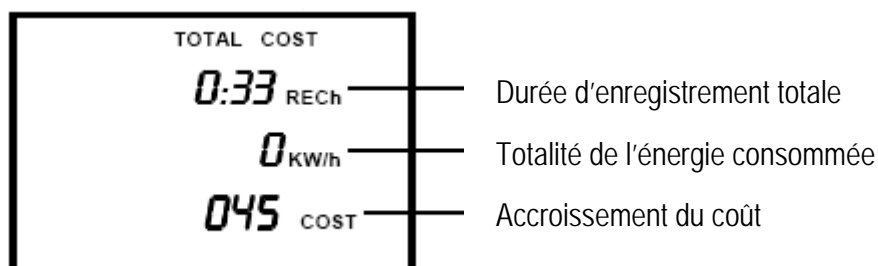 TOTAL COST
0:33 RECh Durée d'enregistrement totale
0 KW/h Totalité de l'énergie consommée
045 COST Accroissement du coût